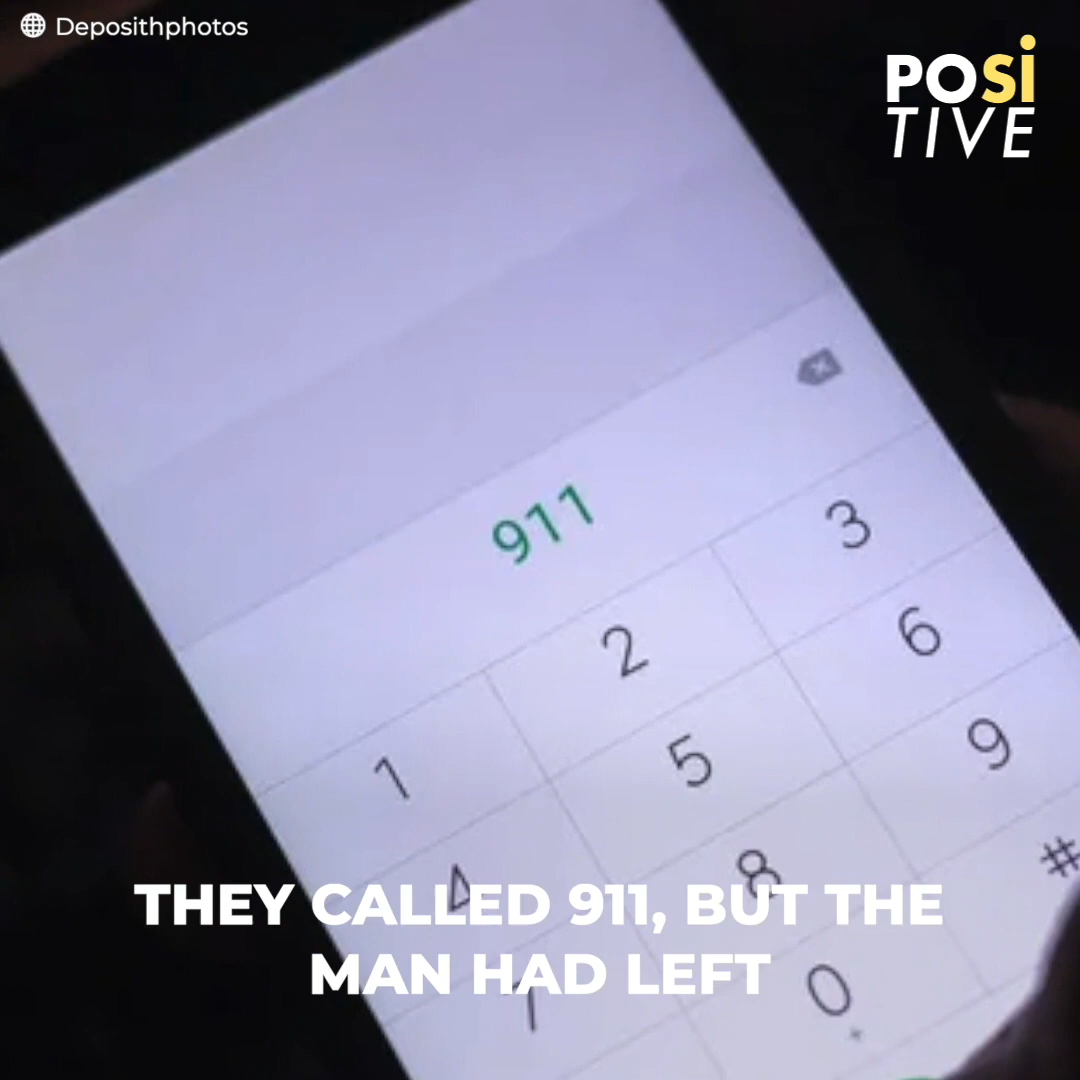 Deposithphotos
POSi
TIVE
911
1
2
3
4
5
6
7
8
9
0
+
#
THEY CALLED 911, BUT THE
MAN HAD LEFT